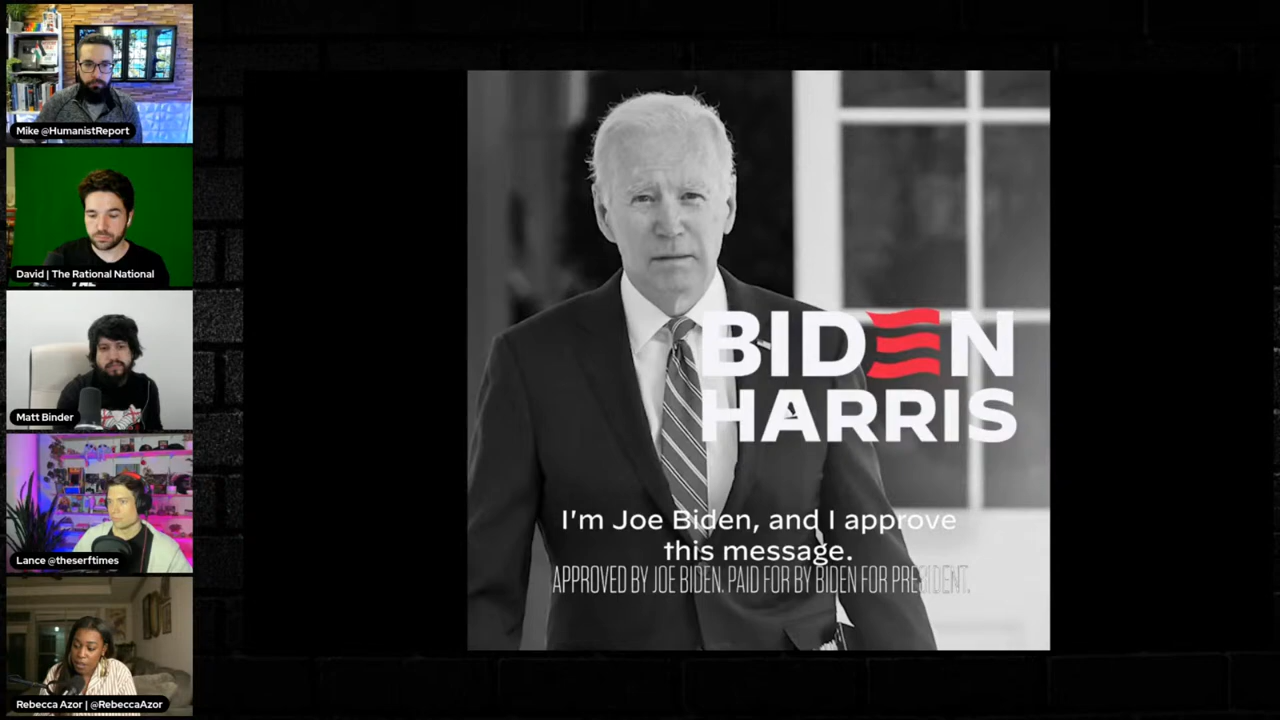 Mike @HumanistReport
David | The Rational National
Matt Binder
Lance @theserftimes
Rebecca Azor | @RebeccaAzor
BIDEN
HARRIS
I'm Joe Biden, and I approve
this message.
APPROVED BY JOE BIDEN. PAID FOR BY BIDEN FOR PRESIDENT.